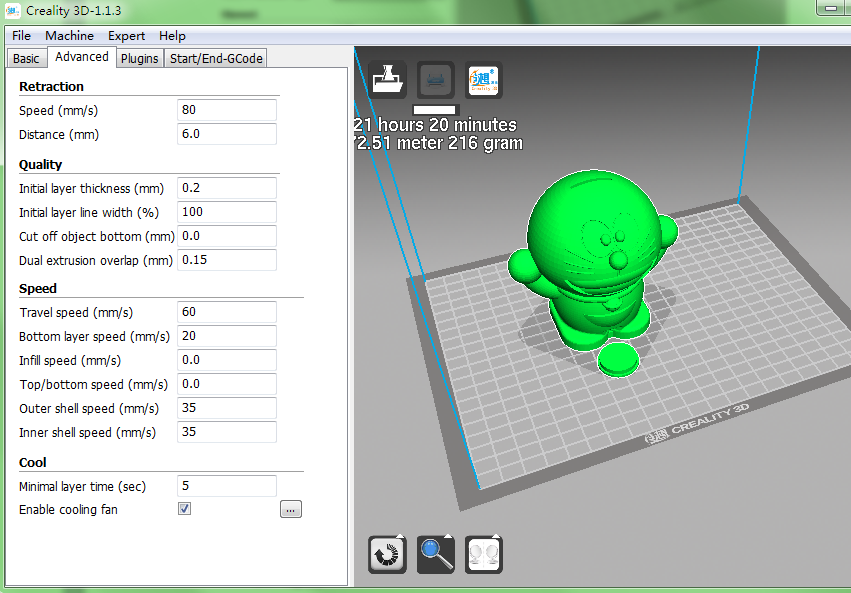 Creality 3D-1.1.3
File Machine Expert Help
Basic Advanced Plugins Start/End-GCode
Retraction
Speed (mm/s) 80
Distance (mm) 6.0
Quality
Initial layer thickness (mm) 0.2
Initial layer line width (%) 100
Cut off object bottom (mm) 0.0
Dual extrusion overlap (mm) 0.15
Speed
Travel speed (mm/s) 60
Bottom layer speed (mm/s) 20
Infill speed (mm/s) 0.0
Top/bottom speed (mm/s) 0.0
Outer shell speed (mm/s) 35
Inner shell speed (mm/s) 35
Cool
Minimal layer time (sec) 5
Enable cooling fan ...
21 hours 20 minutes
72.51 meter 216 gram
CREALITY 3D